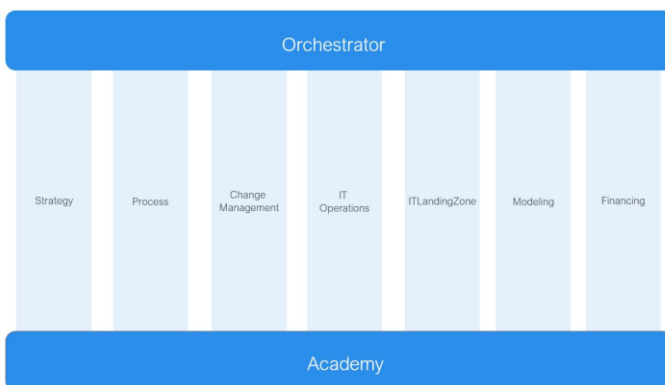 Orchestrator
Strategy
Process
Change
Management
IT
Operations
ITLandingZone
Modeling
Financing
Academy